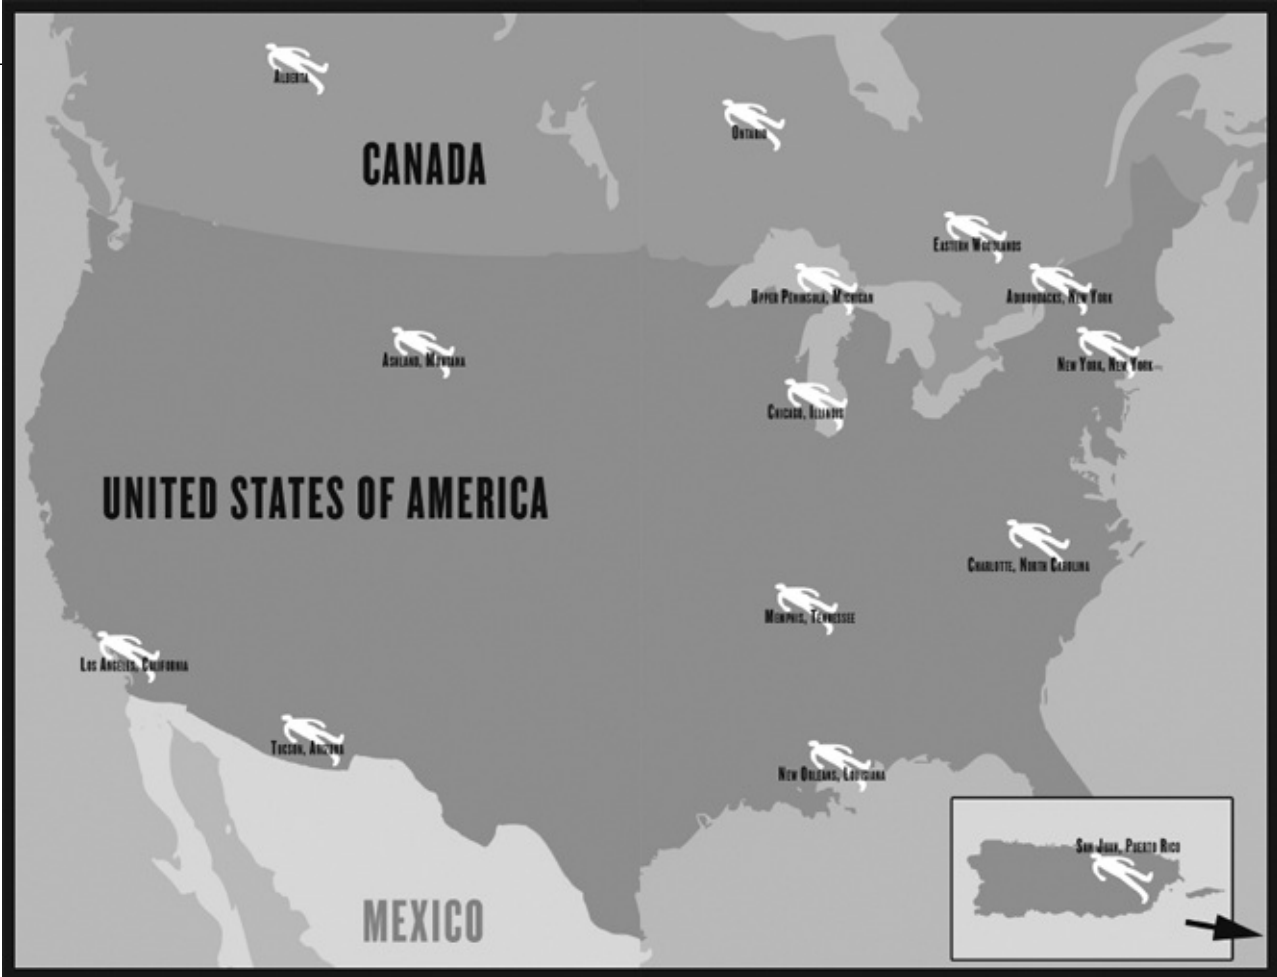 Alberta
Ontario
CANADA
Eastern Woodlands
Upper Peninsula, Michigan
Adirondacks, New York
Ashland, Montana
New York, New York
Chicago, Illinois
UNITED STATES OF AMERICA
Charlotte, North Carolina
Memphis, Tennessee
Los Angeles, California
Tucson, Arizona
New Orleans, Louisiana
San Juan, Puerto Rico
MEXICO